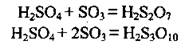 H₂SO₄ + SO₃ = H₂S₂O₇
H₂SO₄ + 2SO₃ = H₂S₃O₁₀